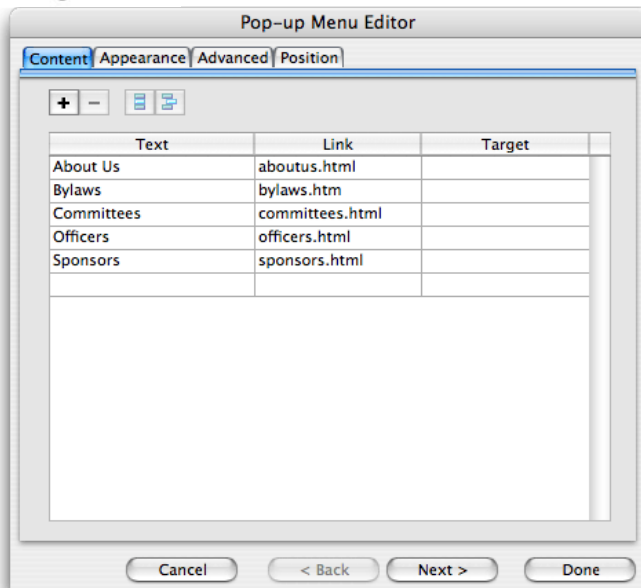 Pop-up Menu Editor
Content Appearance Advanced Position
+ −
Text Link Target
About Us aboutus.html
Bylaws bylaws.htm
Committees committees.html
Officers officers.html
Sponsors sponsors.html
Cancel < Back Next > Done